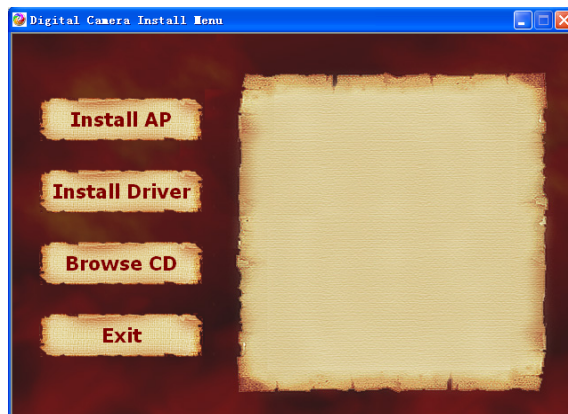 Digital Camera Install Menu
Install AP
Install Driver
Browse CD
Exit